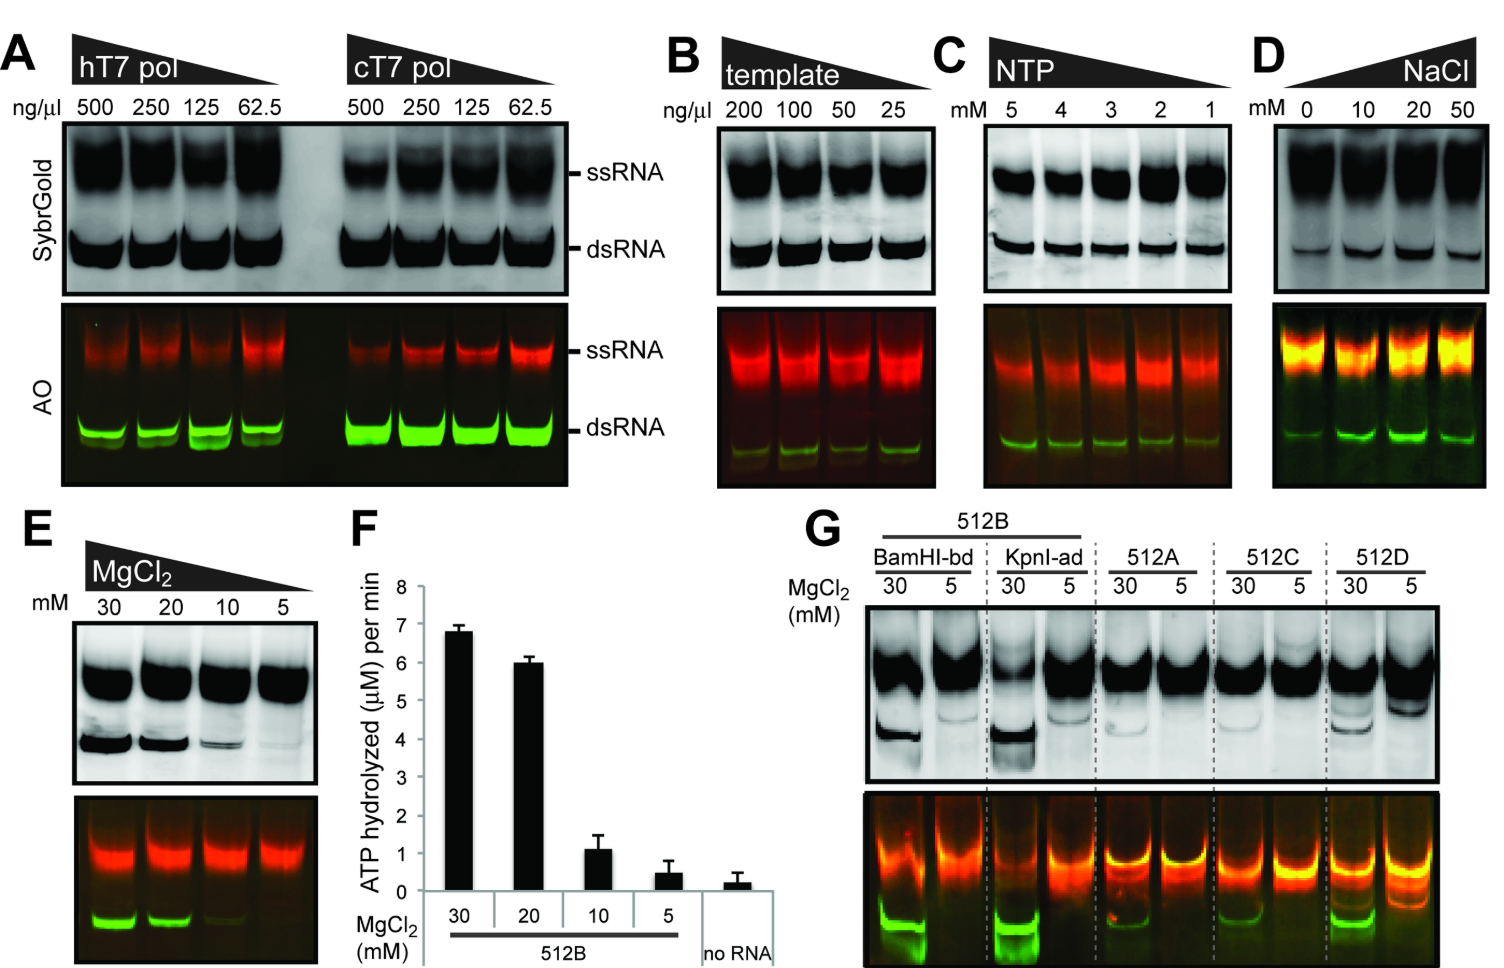 A
hT7 pol
cT7 pol
ng/µl 500 250 125 62.5 500 250 125 62.5
SybrGold
ssRNA
dsRNA
AO
ssRNA
dsRNA
B
template
ng/µl 200 100 50 25
C
NTP
mM 5 4 3 2 1
D
NaCl
mM 0 10 20 50
E
MgCl2
mM 30 20 10 5
F
ATP hydrolyzed (µM) per min
8
7
6
5
4
3
2
1
0
MgCl2 30 20 10 5
(mM) 512B no RNA
G
512B
BamHI-bd KpnI-ad 512A 512C 512D
MgCl2 30 5 30 5 30 5 30 5 30 5
(mM)